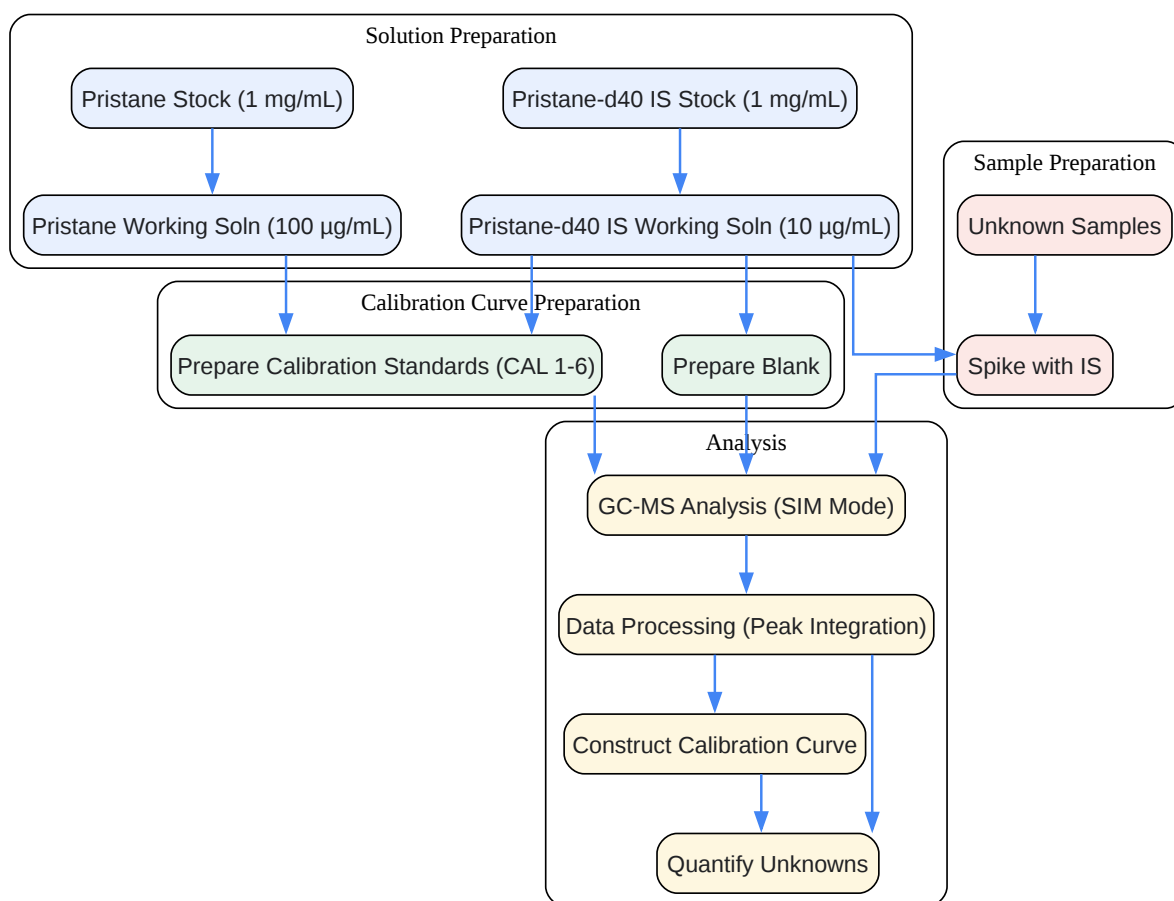 Solution Preparation
Pristane Stock (1 mg/mL)
Pristane-d40 IS Stock (1 mg/mL)
Pristane Working Soln (100 µg/mL)
Pristane-d40 IS Working Soln (10 µg/mL)
Sample Preparation
Unknown Samples
Spike with IS
Calibration Curve Preparation
Prepare Calibration Standards (CAL 1-6)
Prepare Blank
Analysis
GC-MS Analysis (SIM Mode)
Data Processing (Peak Integration)
Construct Calibration Curve
Quantify Unknowns